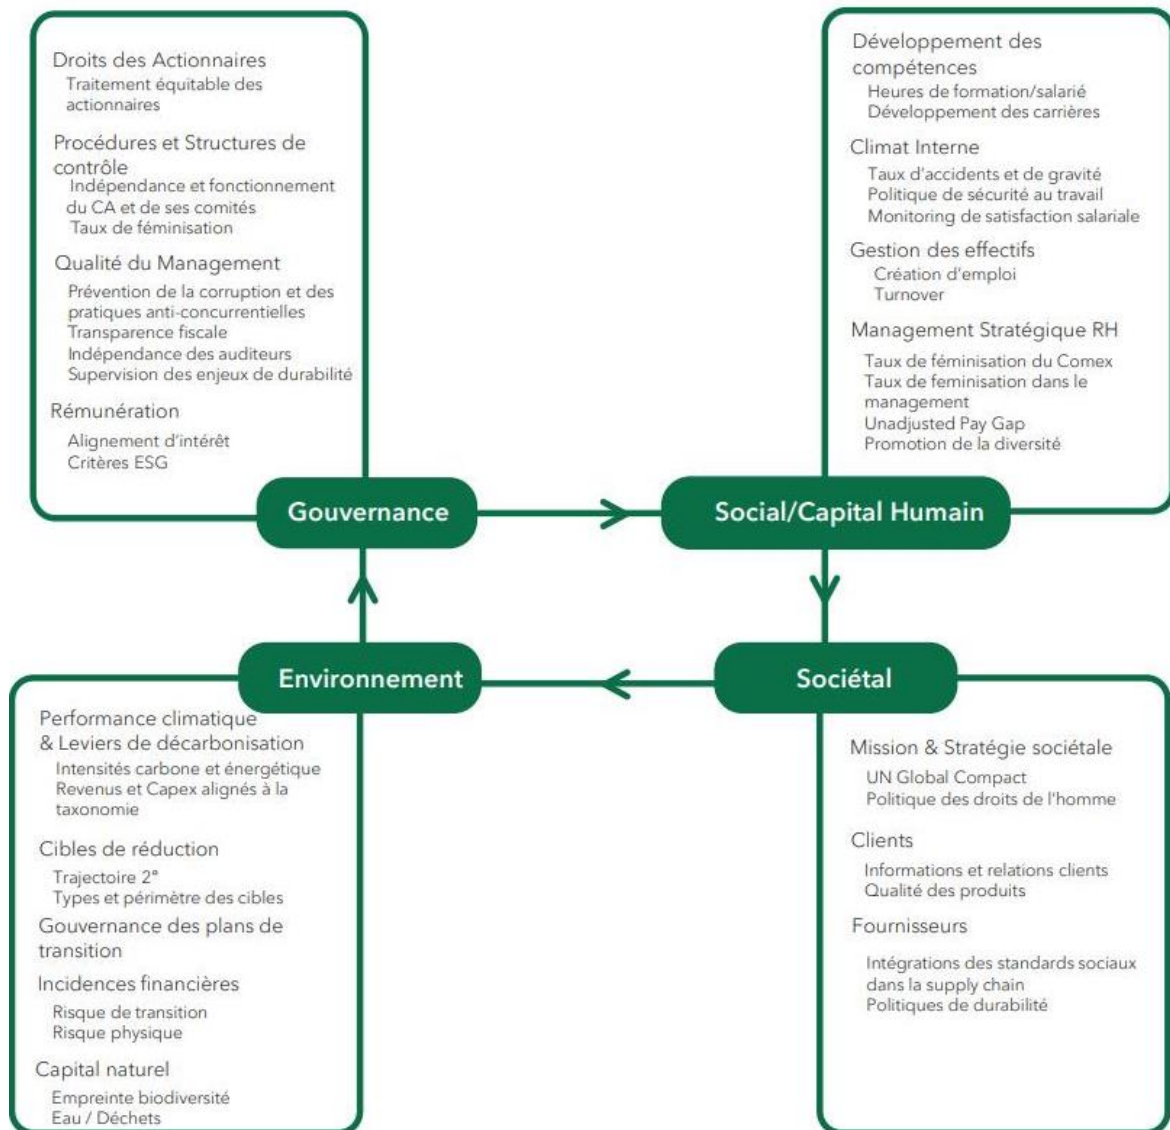 Droits des Actionnaires
Traitement équitable des
actionnaires
Procédures et Structures de
contrôle
Indépendance et fonctionnement
du CA et de ses comités
Taux de féminisation
Qualité du Management
Prévention de la corruption et des
pratiques anti-concurrentielles
Transparence fiscale
Indépendance des auditeurs
Supervision des enjeux de durabilité
Rémunération
Alignement d'intérêt
Critères ESG
Gouvernance
Développement des
compétences
Heures de formation/salarié
Développement des carrières
Climat Interne
Taux d'accidents et de gravité
Politique de sécurité au travail
Monitoring de satisfaction salariale
Gestion des effectifs
Création d'emploi
Turnover
Management Stratégique RH
Taux de féminisation du Comex
Taux de feminisation dans le
management
Unadjusted Pay Gap
Promotion de la diversité
Social/Capital Humain
Environnement
Performance climatique
& Leviers de décarbonisation
Intensités carbone et énergétique
Revenus et Capex alignés à la
taxonomie
Cibles de réduction
Trajectoire 2°
Types et périmètre des cibles
Gouvernance des plans de
transition
Incidences financières
Risque de transition
Risque physique
Capital naturel
Empreinte biodiversité
Eau / Déchets
Sociétal
Mission & Stratégie sociétale
UN Global Compact
Politique des droits de l'homme
Clients
Informations et relations clients
Qualité des produits
Fournisseurs
Intégrations des standards sociaux
dans la supply chain
Politiques de durabilité